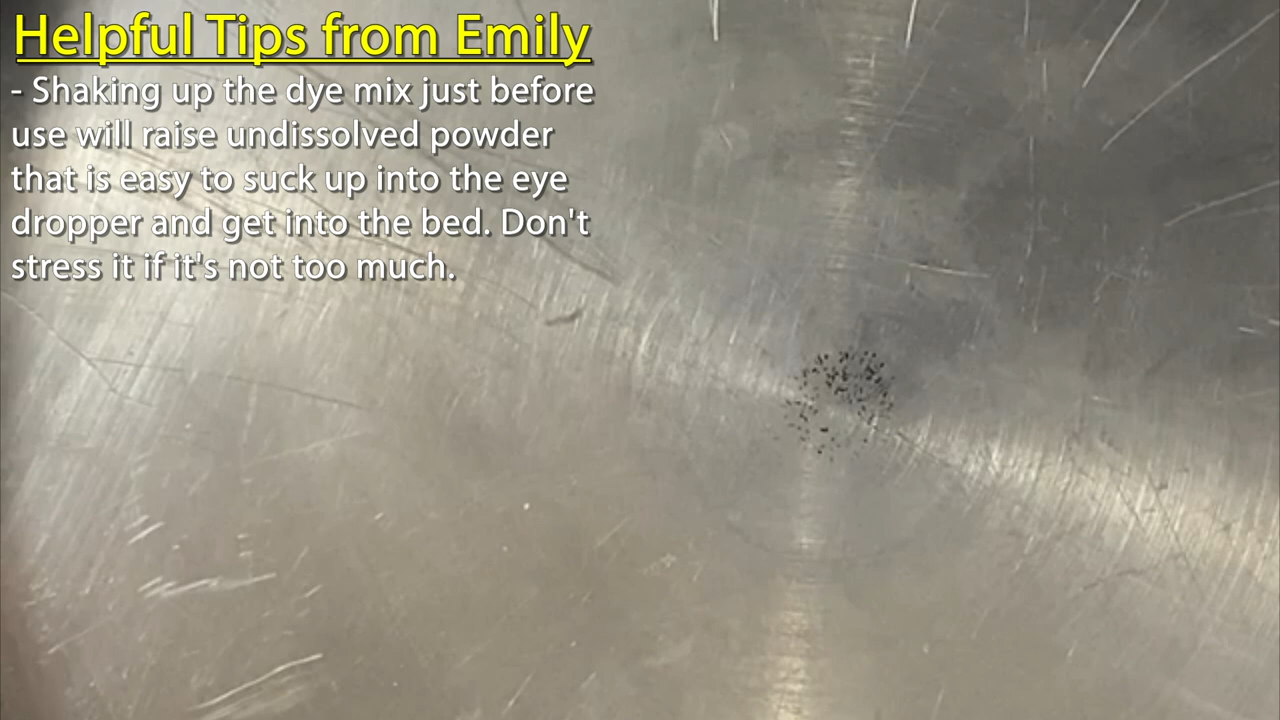 Helpful Tips from Emily
- Shaking up the dye mix just before
use will raise undissolved powder
that is easy to suck up into the eye
dropper and get into the bed. Don't
stress it if it's not too much.